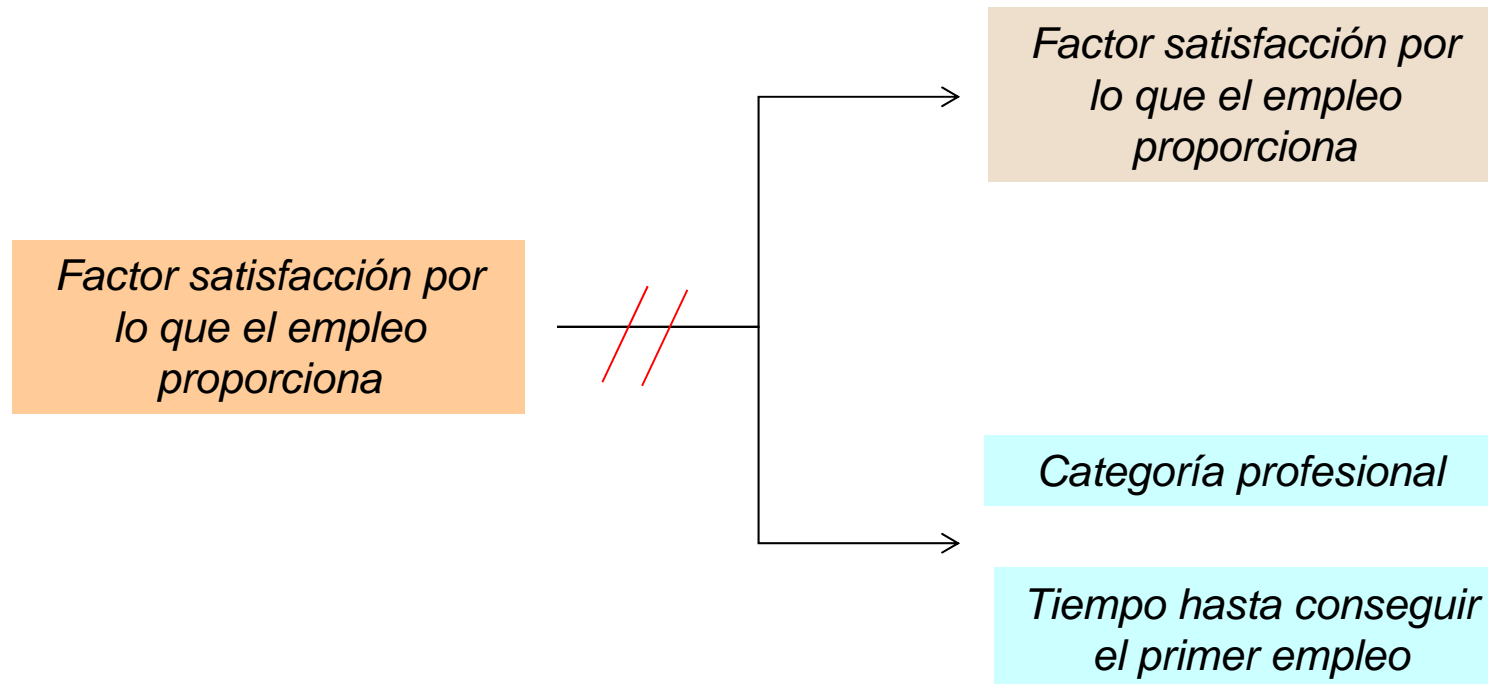 Factor satisfacción por
lo que el empleo
proporciona
Factor satisfacción por
lo que el empleo
proporciona
Categoría profesional
Tiempo hasta conseguir
el primer empleo